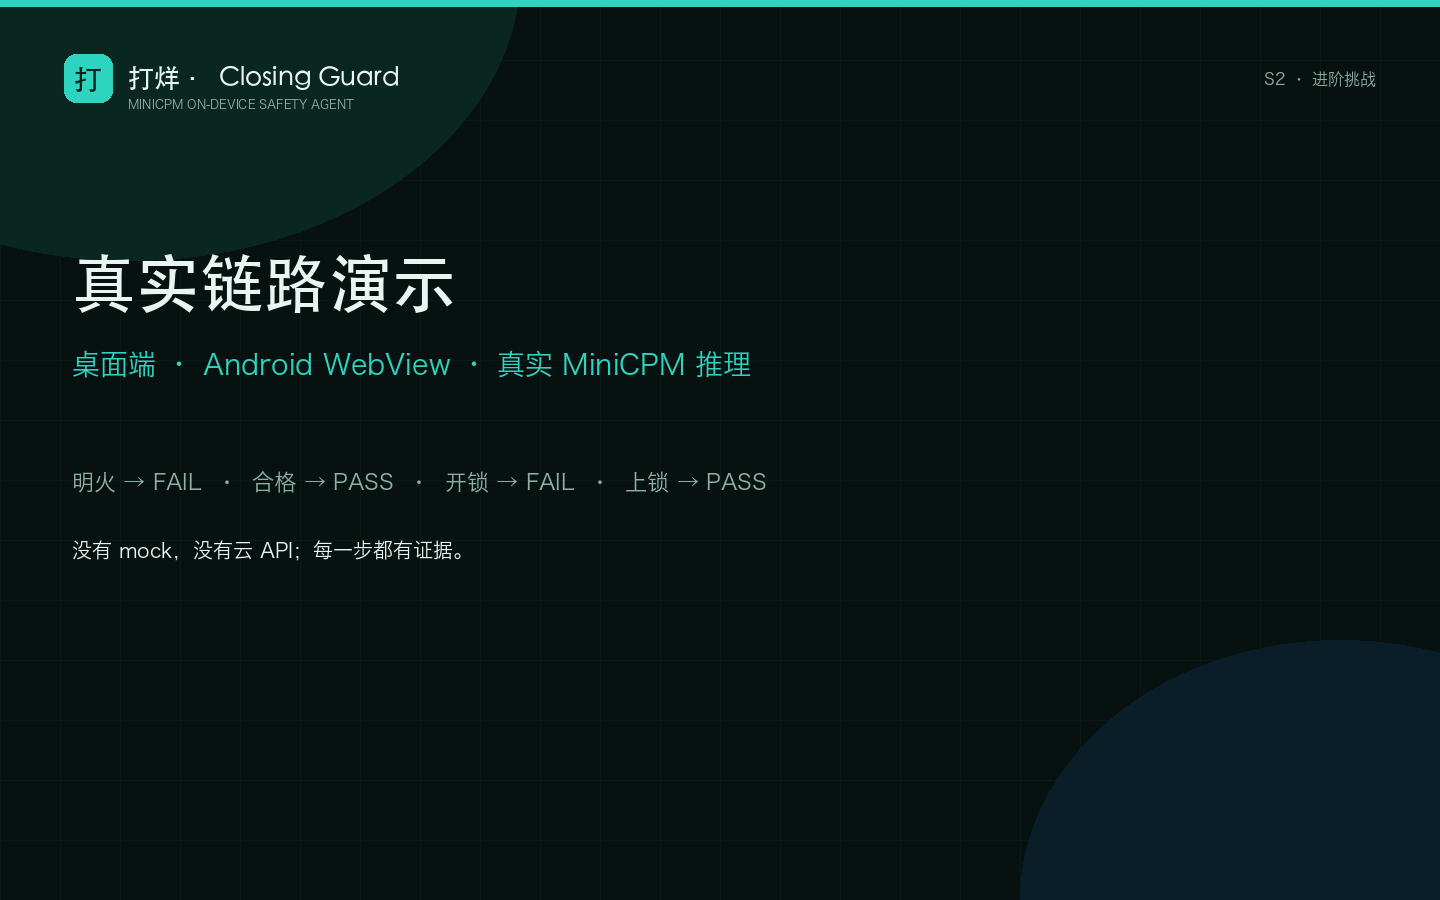 打
打烊 · Closing Guard
MINICPM ON-DEVICE SAFETY AGENT
S2 · 进阶挑战
真实链路演示
桌面端 · Android WebView · 真实 MiniCPM 推理
明火 → FAIL · 合格 → PASS · 开锁 → FAIL · 上锁 → PASS
没有 mock，没有云 API；每一步都有证据。